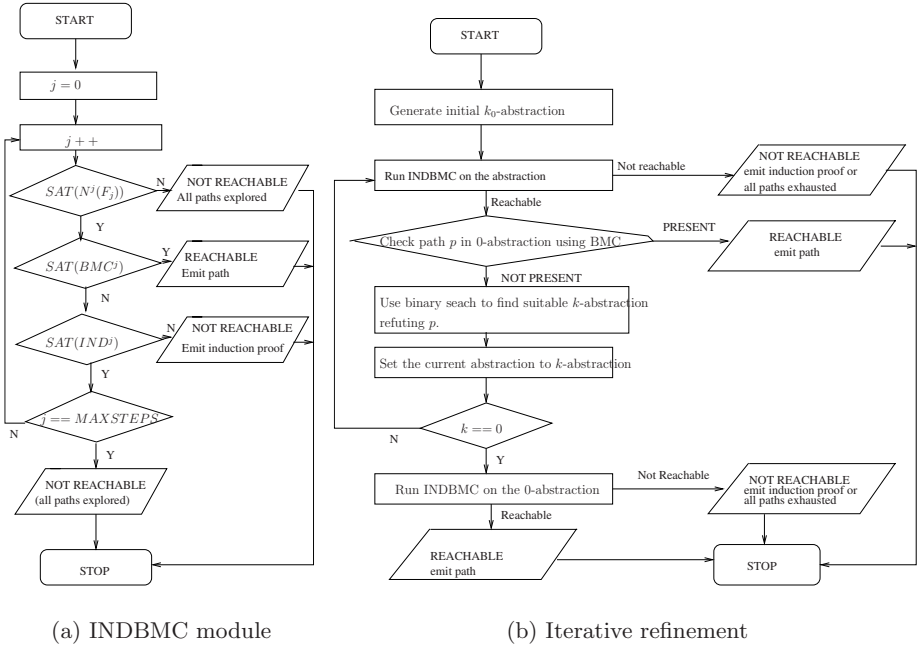 START
j = 0
j + +
SAT(N^j(F_j))
N
NOT REACHABLE
All paths explored
Y
SAT(BMC^j)
Y
REACHABLE
Emit path
N
SAT(IND^j)
N
NOT REACHABLE
Emit induction proof
Y
j == MAXSTEPS
N
Y
NOT REACHABLE
(all paths explored)
STOP
(a) INDBMC module
START
Generate initial k_0-abstraction
Run INDBMC on the abstraction
Not reachable
NOT REACHABLE
emit induction proof or
all paths exhausted
Reachable
Check path p in 0-abstraction using BMC
PRESENT
REACHABLE
emit path
NOT PRESENT
Use binary seach to find suitable k-abstraction
refuting p.
Set the current abstraction to k-abstraction
k == 0
N
Y
Run INDBMC on the 0-abstraction
Not Reachable
NOT REACHABLE
emit induction proof or
all paths exhausted
Reachable
REACHABLE
emit path
STOP
(b) Iterative refinement